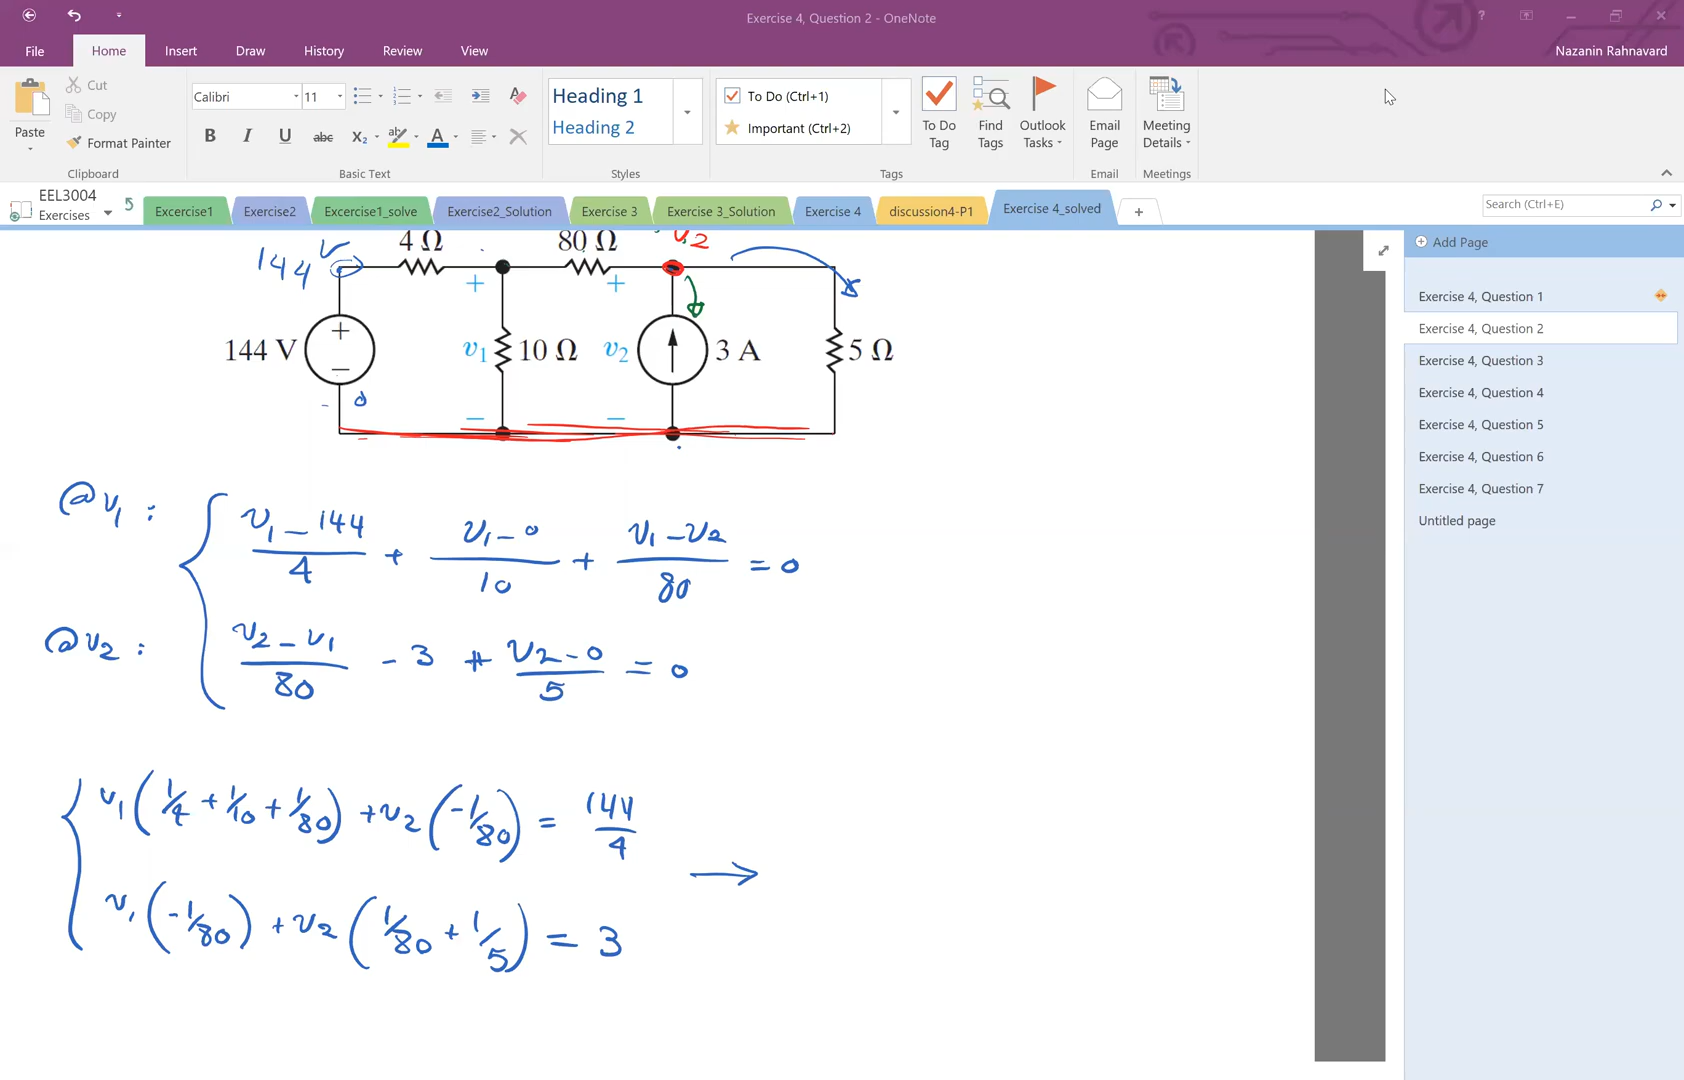 Exercise 4, Question 2 - OneNote
File Home Insert Draw History Review View
Nazanin Rahnavard
Paste
Cut
Copy
Format Painter
Clipboard
Calibri 11
B I U abc X₂ ab A
Basic Text
Heading 1
Heading 2
Styles
To Do (Ctrl+1)
Important (Ctrl+2)
To Do Tag
Find Tags
Outlook Tasks
Tags
Email Page
Email
Meeting Details
Meetings
EEL3004
Exercises
Excercise1 Exercise2 Excercise1_solve Exercise2_Solution Exercise 3 Exercise 3_Solution Exercise 4 discussion4-P1 Exercise 4_solved
Search (Ctrl+E)
Add Page
Exercise 4, Question 1
Exercise 4, Question 2
Exercise 4, Question 3
Exercise 4, Question 4
Exercise 4, Question 5
Exercise 4, Question 6
Exercise 4, Question 7
Untitled page
144 V 4 Ω 80 Ω v2
+ +
144 V + − v₁ 10 Ω v₂ 3 A 5 Ω
− −
@v₁ : (v₁ − 144)/4 + (v₁ − 0)/10 + (v₁ − v₂)/80 = 0
@v₂ : (v₂ − v₁)/80 − 3 + (v₂ − 0)/5 = 0
v₁ (1/4 + 1/10 + 1/80) + v₂ (−1/80) = 144/4
v₁ (−1/80) + v₂ (1/80 + 1/5) = 3 →